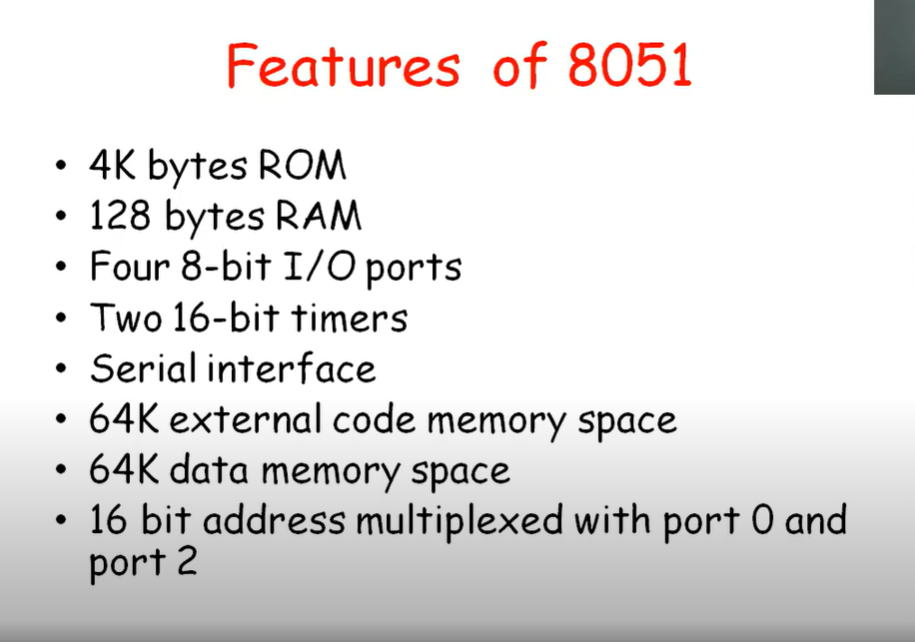 Features of 8051
• 4K bytes ROM
• 128 bytes RAM
• Four 8-bit I/O ports
• Two 16-bit timers
• Serial interface
• 64K external code memory space
• 64K data memory space
• 16 bit address multiplexed with port 0 and
port 2